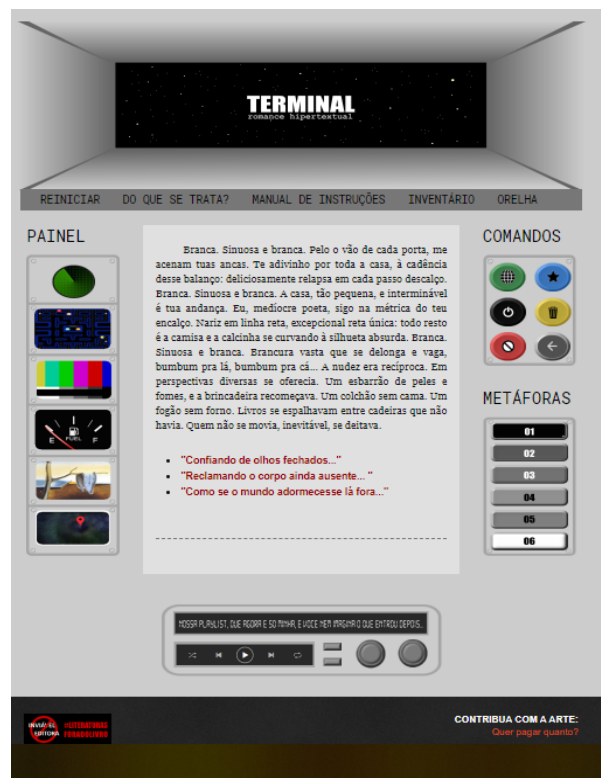 TERMINAL
romance hipertextual
REINICIAR DO QUE SE TRATA? MANUAL DE INSTRUÇÕES INVENTÁRIO ORELHA
PAINEL
E FUEL F
Branca. Sinuosa e branca. Pelo o vão de cada porta, me
acenam tuas ancas. Te adivinho por toda a casa, à cadência
desse balanço: deliciosamente relapsa em cada passo descalço.
Branca. Sinuosa e branca. A casa, tão pequena, e interminável
é tua andança. Eu, medíocre poeta, sigo na métrica do teu
encalço. Nariz em linha reta, excepcional reta única: todo resto
é a camisa e a calcinha se curvando à silhueta absurda. Branca.
Sinuosa e branca. Brancura vasta que se delonga e vaga,
bumbum pra lá, bumbum pra cá... A nudez era recíproca. Em
perspectivas diversas se oferecia. Um esbarrão de peles e
fomes, e a brincadeira recomeçava. Um colchão sem cama. Um
fogão sem forno. Livros se espalhavam entre cadeiras que não
havia. Quem não se movia, inevitável, se deitava.
"Confiando de olhos fechados..."
"Reclamando o corpo ainda ausente... "
"Como se o mundo adormecesse lá fora..."
COMANDOS
METÁFORAS
01
02
03
04
05
06
NOSSA PLAYLIST, QUE AGORA E SO MINHA, E VOCE NEM IMAGINA O QUE ENTROU DEPOIS...
INVIÁVEL
EDITORA
#LITERATURAS
FORADOLIVRO
CONTRIBUA COM A ARTE:
Quer pagar quanto?